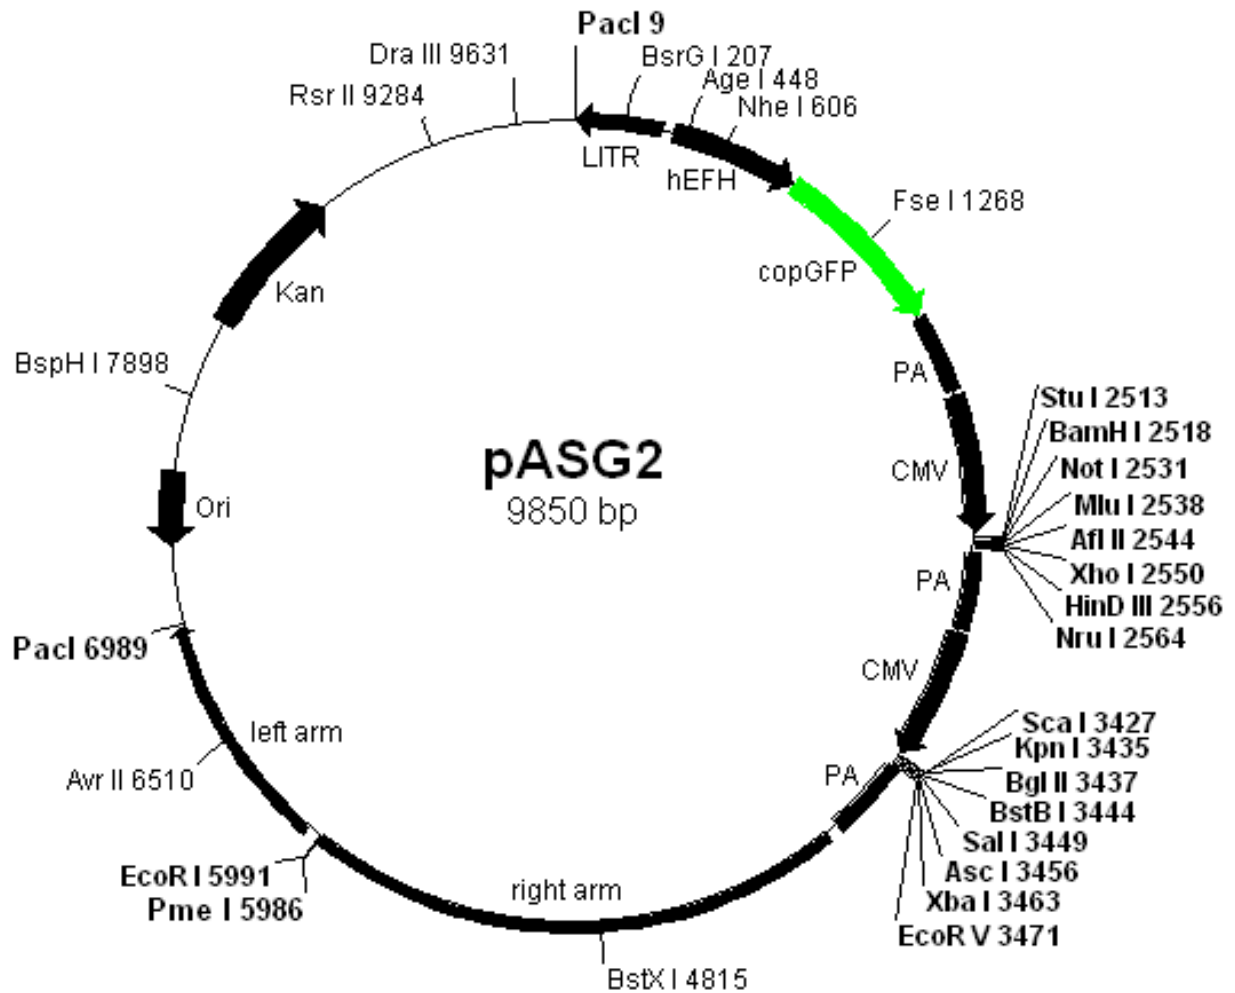 PacI 9
Dra III 9631
BsrG I 207
Age I 448
Rsr II 9284
Nhe I 606
LITR
hEFH
Fse I 1268
copGFP
Kan
BspH I 7898
PA
Stu I 2513
BamH I 2518
pASG2
CMV
Not I 2531
9850 bp
Ori
Mlu I 2538
Afl II 2544
PA
Xho I 2550
HinD III 2556
Nru I 2564
PacI 6989
CMV
left arm
Sca I 3427
Kpn I 3435
Avr II 6510
PA
Bgl II 3437
BstB I 3444
Sal I 3449
EcoR I 5991
right arm
Asc I 3456
Pme I 5986
Xba I 3463
EcoR V 3471
BstX I 4815